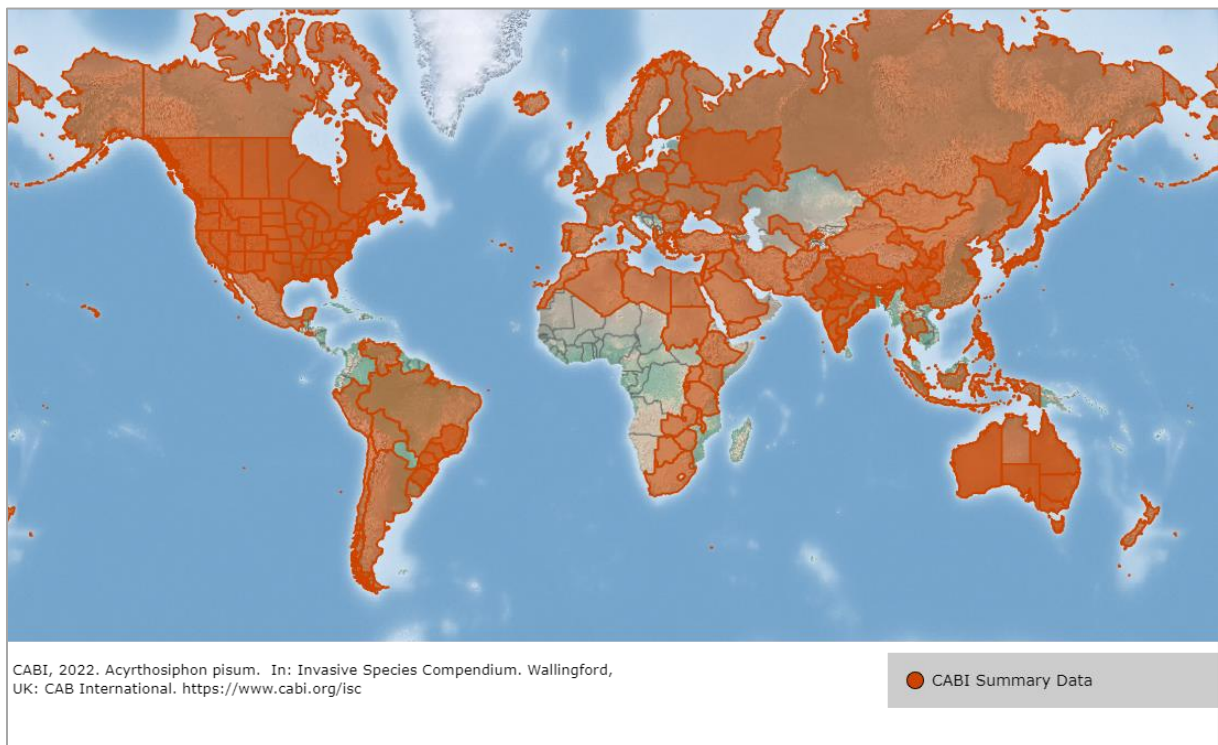 CABI, 2022. Acyrthosiphon pisum.  In: Invasive Species Compendium. Wallingford,
UK: CAB International. https://www.cabi.org/isc
CABI Summary Data